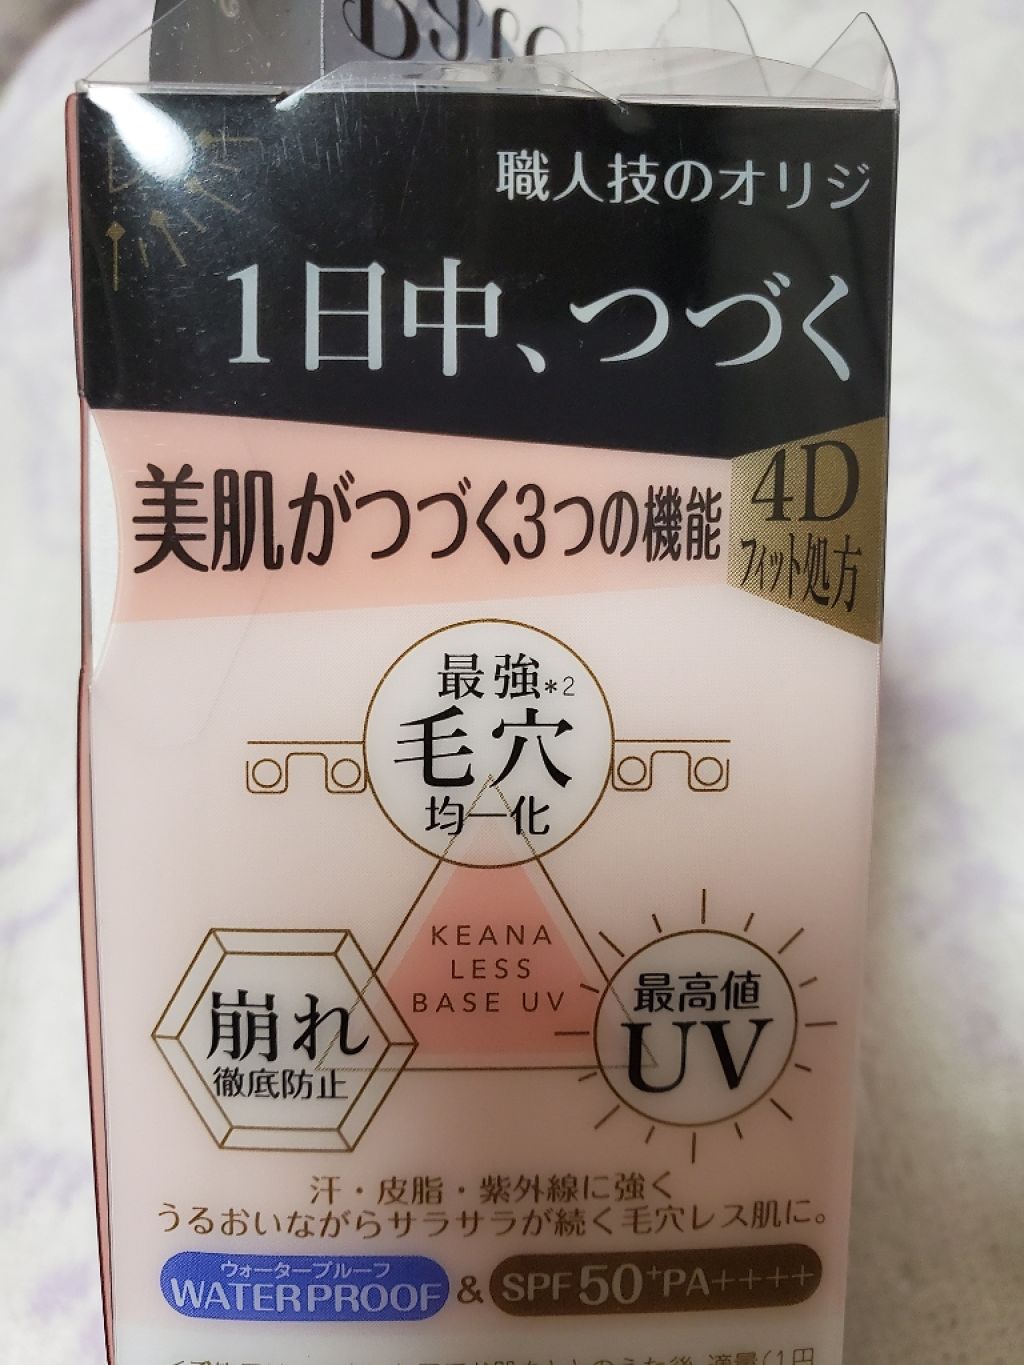 職人技のオリジ
1日中、つづく
美肌がつづく3つの機能
4D
フィット処方
最強*2
毛穴
均一化
KEANA
LESS
BASE UV
崩れ
徹底防止
最高値
UV
汗・皮脂・紫外線に強く
うるおいながらサラサラが続く毛穴レス肌に。
ウォータープルーフ
WATERPROOF & SPF50+PA++++